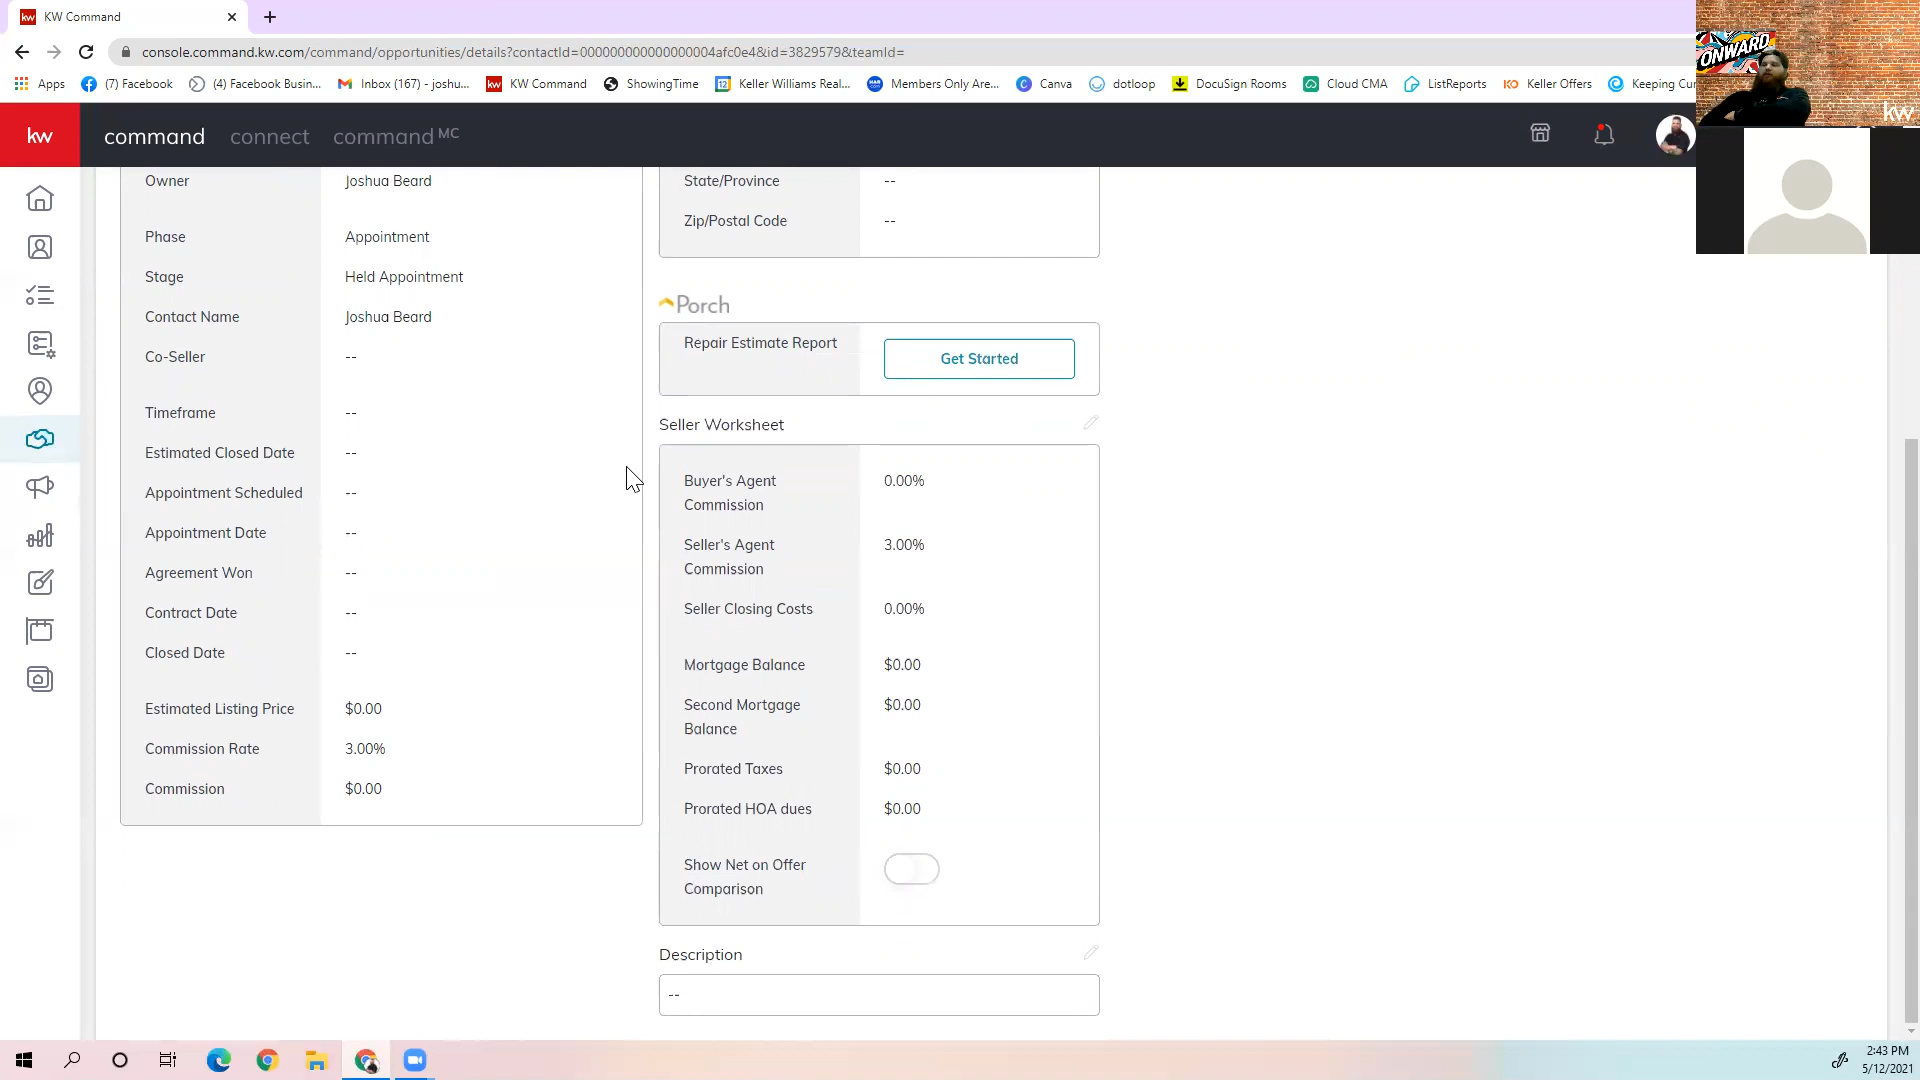 KW Command
console.command.kw.com/command/opportunities/details?contactId=000000000000000004afc0e4&id=3829579&teamId=
Apps
(7) Facebook
(4) Facebook Busin...
Inbox (167) - joshu...
KW Command
ShowingTime
Keller Williams Real...
Members Only Are...
Canva
dotloop
DocuSign Rooms
Cloud CMA
ListReports
Keller Offers
Keeping Cu
ONWARD
kw
kw
command
connect
command MC
Owner
Joshua Beard
Phase
Appointment
Stage
Held Appointment
Contact Name
Joshua Beard
Co-Seller
--
Timeframe
--
Estimated Closed Date
--
Appointment Scheduled
--
Appointment Date
--
Agreement Won
--
Contract Date
--
Closed Date
--
Estimated Listing Price
$0.00
Commission Rate
3.00%
Commission
$0.00
State/Province
--
Zip/Postal Code
--
Porch
Repair Estimate Report
Get Started
Seller Worksheet
Buyer's Agent
Commission
0.00%
Seller's Agent
Commission
3.00%
Seller Closing Costs
0.00%
Mortgage Balance
$0.00
Second Mortgage
Balance
$0.00
Prorated Taxes
$0.00
Prorated HOA dues
$0.00
Show Net on Offer
Comparison
Description
--
2:43 PM
5/12/2021